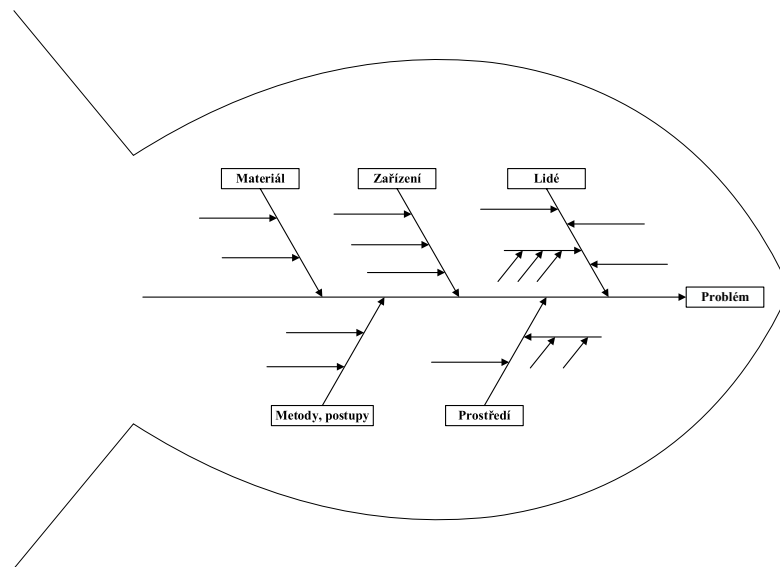 Materiál
Zařízení
Lidé
Problém
Metody, postupy
Prostředí